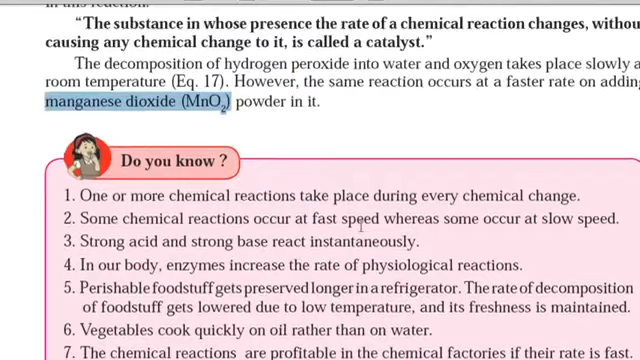 in this reaction.
“The substance in whose presence the rate of a chemical reaction changes, withou
causing any chemical change to it, is called a catalyst.”
The decomposition of hydrogen peroxide into water and oxygen takes place slowly a
room temperature (Eq. 17). However, the same reaction occurs at a faster rate on adding
manganese dioxide (MnO2) powder in it.
Do you know ?
1. One or more chemical reactions take place during every chemical change.
2. Some chemical reactions occur at fast speed whereas some occur at slow speed.
3. Strong acid and strong base react instantaneously.
4. In our body, enzymes increase the rate of physiological reactions.
5. Perishable foodstuff gets preserved longer in a refrigerator. The rate of decomposition
of foodstuff gets lowered due to low temperature, and its freshness is maintained.
6. Vegetables cook quickly on oil rather than on water.
7. The chemical reactions are profitable in the chemical factories if their rate is fast.